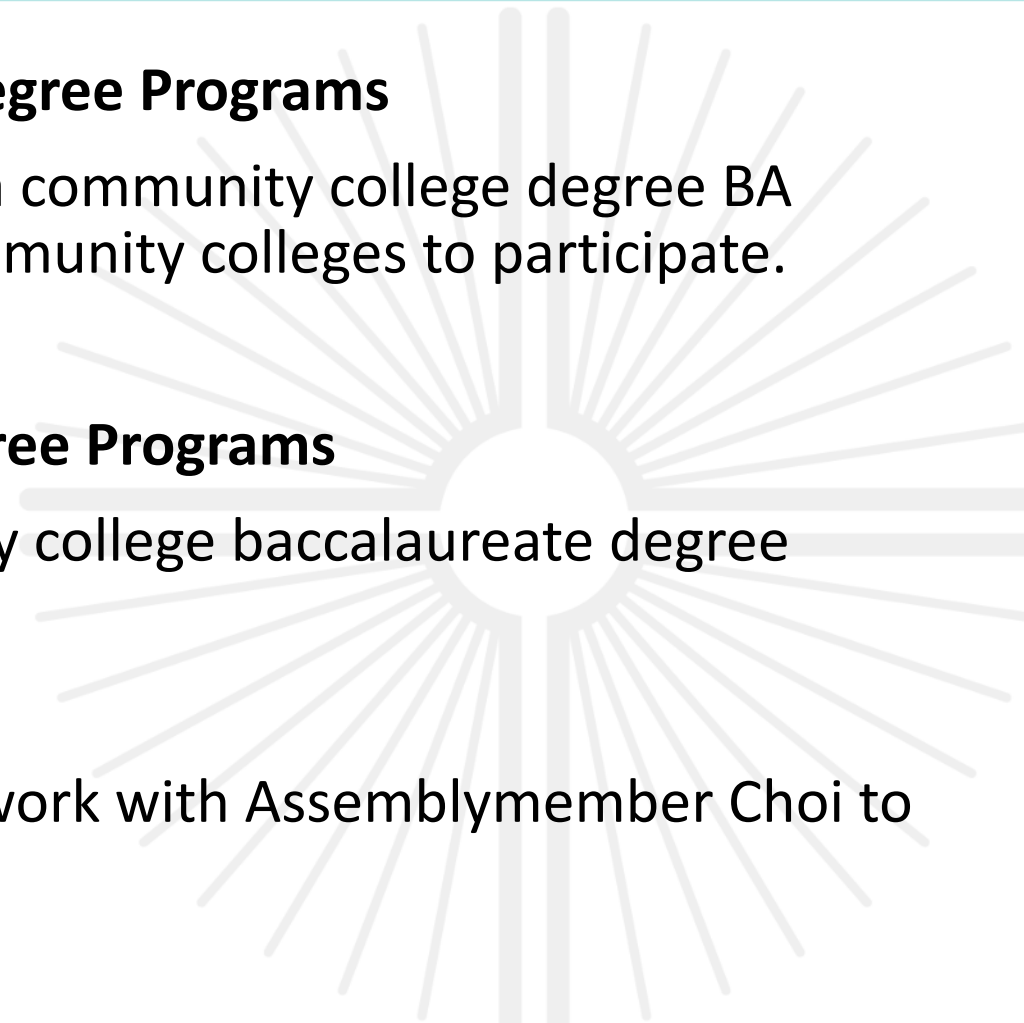 egree Programs
community college degree BA
munity colleges to participate.
ree Programs
y college baccalaureate degree
work with Assemblymember Choi to